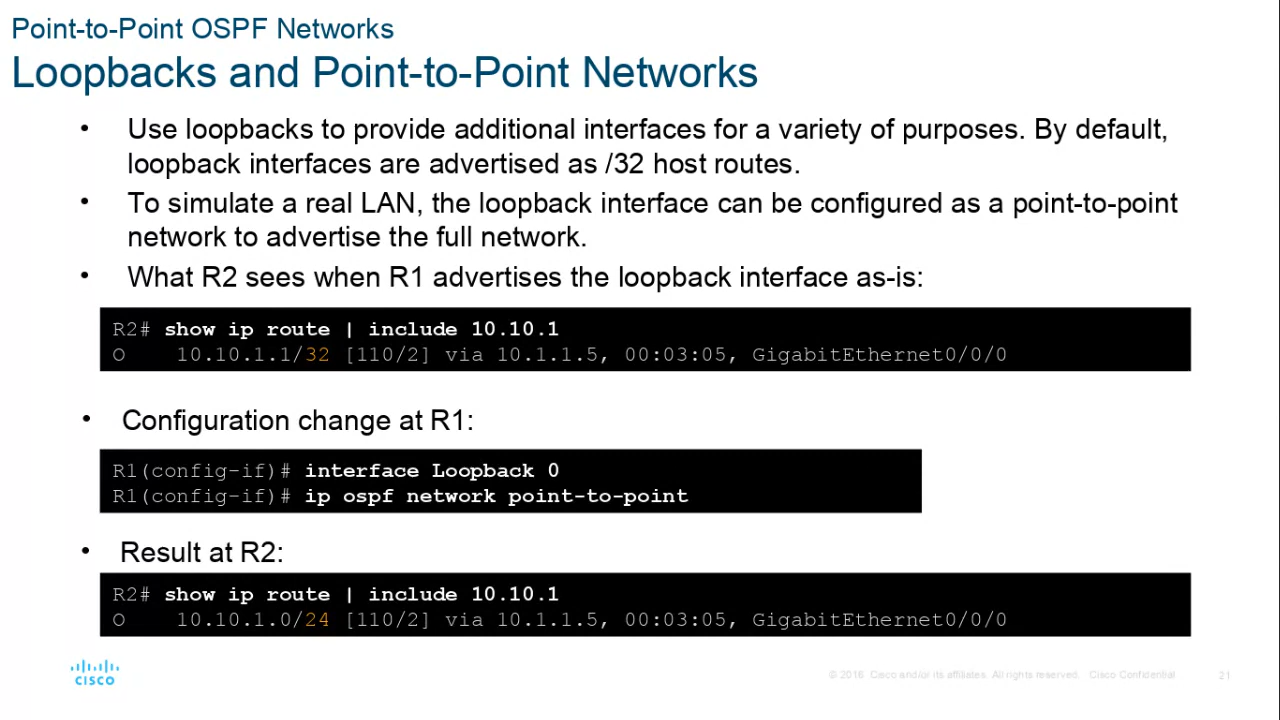 Point-to-Point OSPF Networks
Loopbacks and Point-to-Point Networks
• Use loopbacks to provide additional interfaces for a variety of purposes. By default,
loopback interfaces are advertised as /32 host routes.
• To simulate a real LAN, the loopback interface can be configured as a point-to-point
network to advertise the full network.
• What R2 sees when R1 advertises the loopback interface as-is:
R2# show ip route | include 10.10.1
O    10.10.1.1/32 [110/2] via 10.1.1.5, 00:03:05, GigabitEthernet0/0/0
• Configuration change at R1:
R1(config-if)# interface Loopback 0
R1(config-if)# ip ospf network point-to-point
• Result at R2:
R2# show ip route | include 10.10.1
O    10.10.1.0/24 [110/2] via 10.1.1.5, 00:03:05, GigabitEthernet0/0/0
CISCO
© 2016 Cisco and/or its affiliates. All rights reserved. Cisco Confidential
21